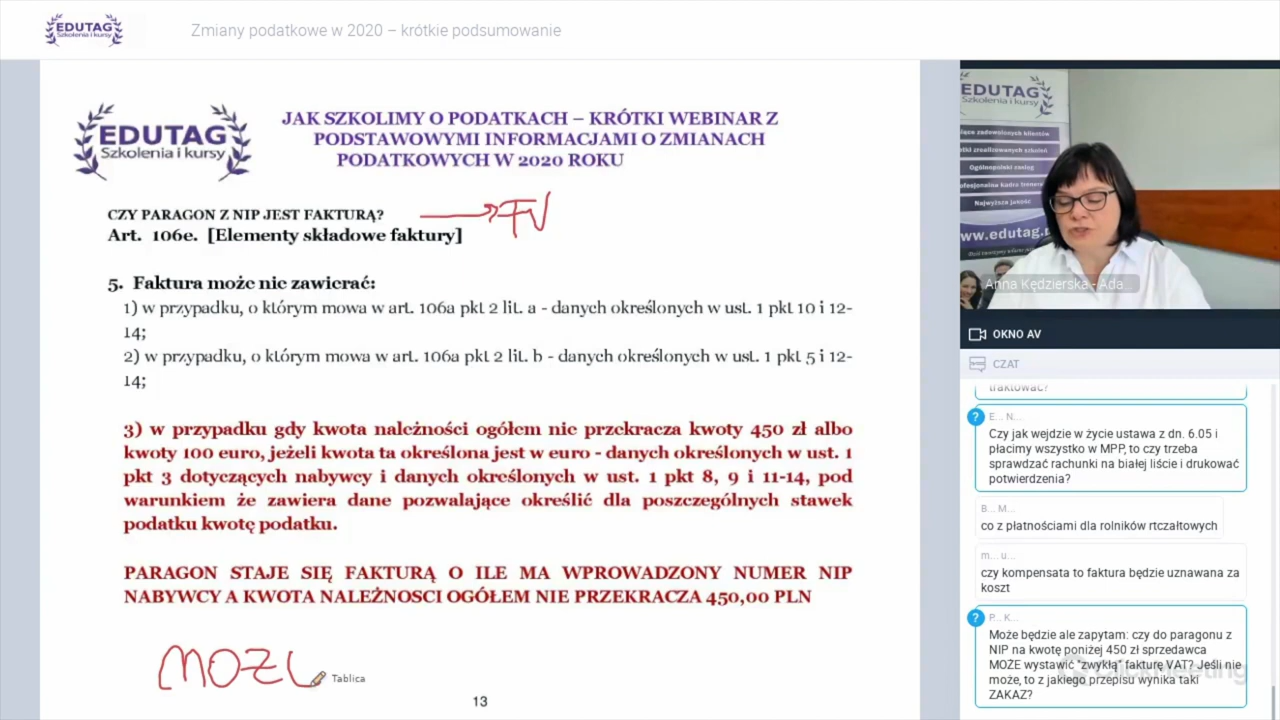 EDUTAG
Szkolenia i kursy
Zmiany podatkowe w 2020 – krótkie podsumowanie
EDUTAG
Szkolenia i kursy
JAK SZKOLIMY O PODATKACH – KRÓTKI WEBINAR Z
PODSTAWOWYMI INFORMACJAMI O ZMIANACH
PODATKOWYCH W 2020 ROKU
CZY PARAGON Z NIP JEST FAKTURĄ?
FV
Art. 106e. [Elementy składowe faktury]
5. Faktura może nie zawierać:
1) w przypadku, o którym mowa w art. 106a pkt 2 lit. a - danych określonych w ust. 1 pkt 10 i 12-
14;
2) w przypadku, o którym mowa w art. 106a pkt 2 lit. b - danych określonych w ust. 1 pkt 5 i 12-
14;
3) w przypadku gdy kwota należności ogółem nie przekracza kwoty 450 zł albo
kwoty 100 euro, jeżeli kwota ta określona jest w euro - danych określonych w ust. 1
pkt 3 dotyczących nabywcy i danych określonych w ust. 1 pkt 8, 9 i 11-14, pod
warunkiem że zawiera dane pozwalające określić dla poszczególnych stawek
podatku kwotę podatku.
PARAGON STAJE SIĘ FAKTURĄ O ILE MA WPROWADZONY NUMER NIP
NABYWCY A KWOTA NALEŻNOSCI OGÓŁEM NIE PRZEKRACZA 450,00 PLN
MOZ
Tablica
13
EDUTAG
Szkolenia i kursy
zadowolonych klientów
zrealizowanych szkoleń
Ogólnopolski zasięg
Najwyższa jakość
www.edutag.
Anna Kędzierska - Ada...
OKNO AV
CZAT
traktować?
E... N...
Czy jak wejdzie w życie ustawa z dn. 6.05 i
płacimy wszystko w MPP, to czy trzeba
sprawdzać rachunki na białej liście i drukować
potwierdzenia?
B... M...
co z płatnościami dla rolników rtczałtowych
m... u...
czy kompensata to faktura będzie uznawana za
koszt
P... K...
Może będzie ale zapytam: czy do paragonu z
NIP na kwotę poniżej 450 zł sprzedawca
MOŻE wystawić "zwykłą" fakturę VAT? Jeśli nie
może, to z jakiego przepisu wynika taki
ZAKAZ?
ClickMeeting